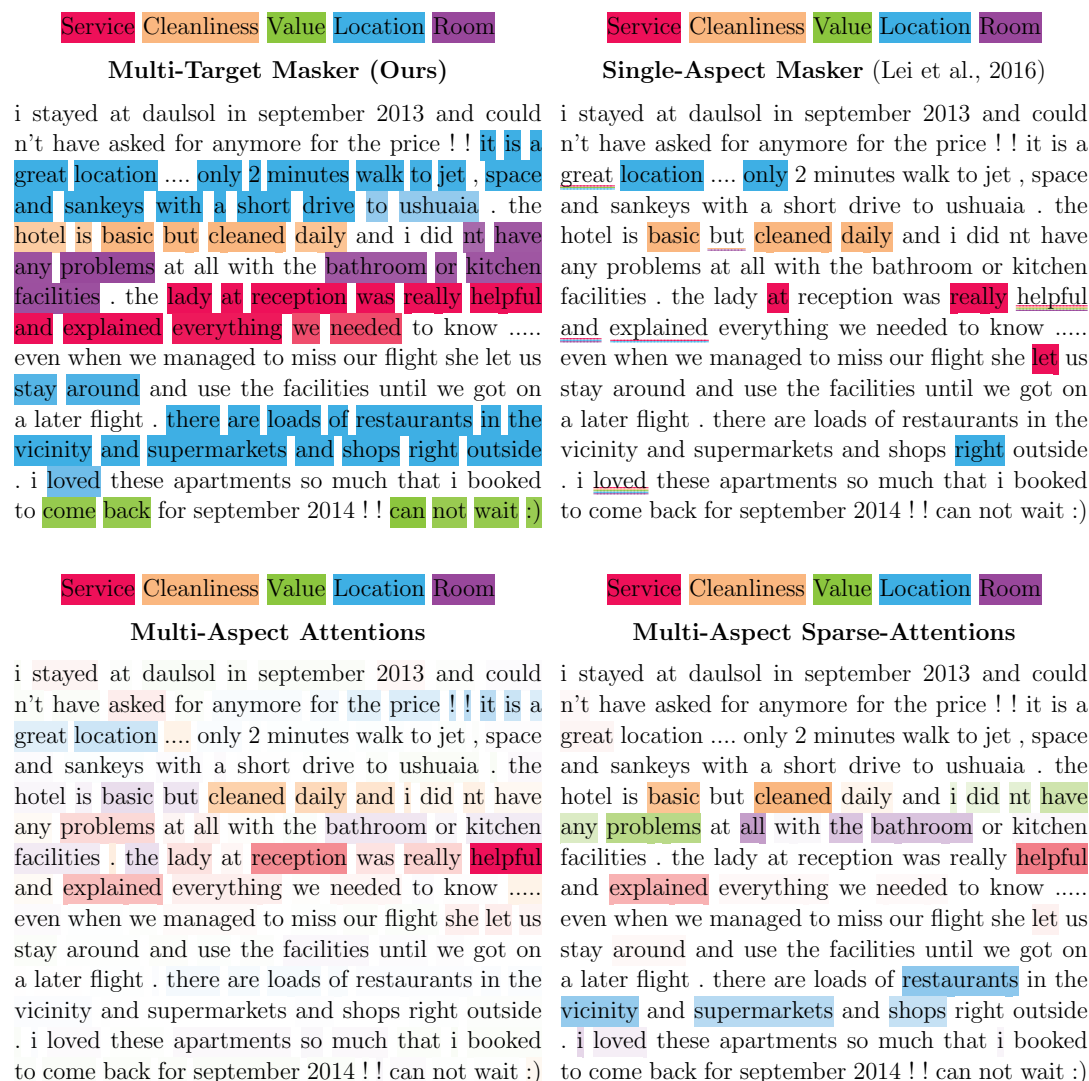 Service Cleanliness Value Location Room
Multi-Target Masker (Ours)
i stayed at daulsol in september 2013 and could
n't have asked for anymore for the price ! ! it is a
great location .... only 2 minutes walk to jet , space
and sankeys with a short drive to ushuaia . the
hotel is basic but cleaned daily and i did nt have
any problems at all with the bathroom or kitchen
facilities . the lady at reception was really helpful
and explained everything we needed to know .....
even when we managed to miss our flight she let us
stay around and use the facilities until we got on
a later flight . there are loads of restaurants in the
vicinity and supermarkets and shops right outside
. i loved these apartments so much that i booked
to come back for september 2014 ! ! can not wait :)
Service Cleanliness Value Location Room
Single-Aspect Masker (Lei et al., 2016)
i stayed at daulsol in september 2013 and could
n't have asked for anymore for the price ! ! it is a
great location .... only 2 minutes walk to jet , space
and sankeys with a short drive to ushuaia . the
hotel is basic but cleaned daily and i did nt have
any problems at all with the bathroom or kitchen
facilities . the lady at reception was really helpful
and explained everything we needed to know .....
even when we managed to miss our flight she let us
stay around and use the facilities until we got on
a later flight . there are loads of restaurants in the
vicinity and supermarkets and shops right outside
. i loved these apartments so much that i booked
to come back for september 2014 ! ! can not wait :)
Service Cleanliness Value Location Room
Multi-Aspect Attentions
i stayed at daulsol in september 2013 and could
n't have asked for anymore for the price ! ! it is a
great location .... only 2 minutes walk to jet , space
and sankeys with a short drive to ushuaia . the
hotel is basic but cleaned daily and i did nt have
any problems at all with the bathroom or kitchen
facilities . the lady at reception was really helpful
and explained everything we needed to know .....
even when we managed to miss our flight she let us
stay around and use the facilities until we got on
a later flight . there are loads of restaurants in the
vicinity and supermarkets and shops right outside
. i loved these apartments so much that i booked
to come back for september 2014 ! ! can not wait :)
Service Cleanliness Value Location Room
Multi-Aspect Sparse-Attentions
i stayed at daulsol in september 2013 and could
n't have asked for anymore for the price ! ! it is a
great location .... only 2 minutes walk to jet , space
and sankeys with a short drive to ushuaia . the
hotel is basic but cleaned daily and i did nt have
any problems at all with the bathroom or kitchen
facilities . the lady at reception was really helpful
and explained everything we needed to know .....
even when we managed to miss our flight she let us
stay around and use the facilities until we got on
a later flight . there are loads of restaurants in the
vicinity and supermarkets and shops right outside
. i loved these apartments so much that i booked
to come back for september 2014 ! ! can not wait :)